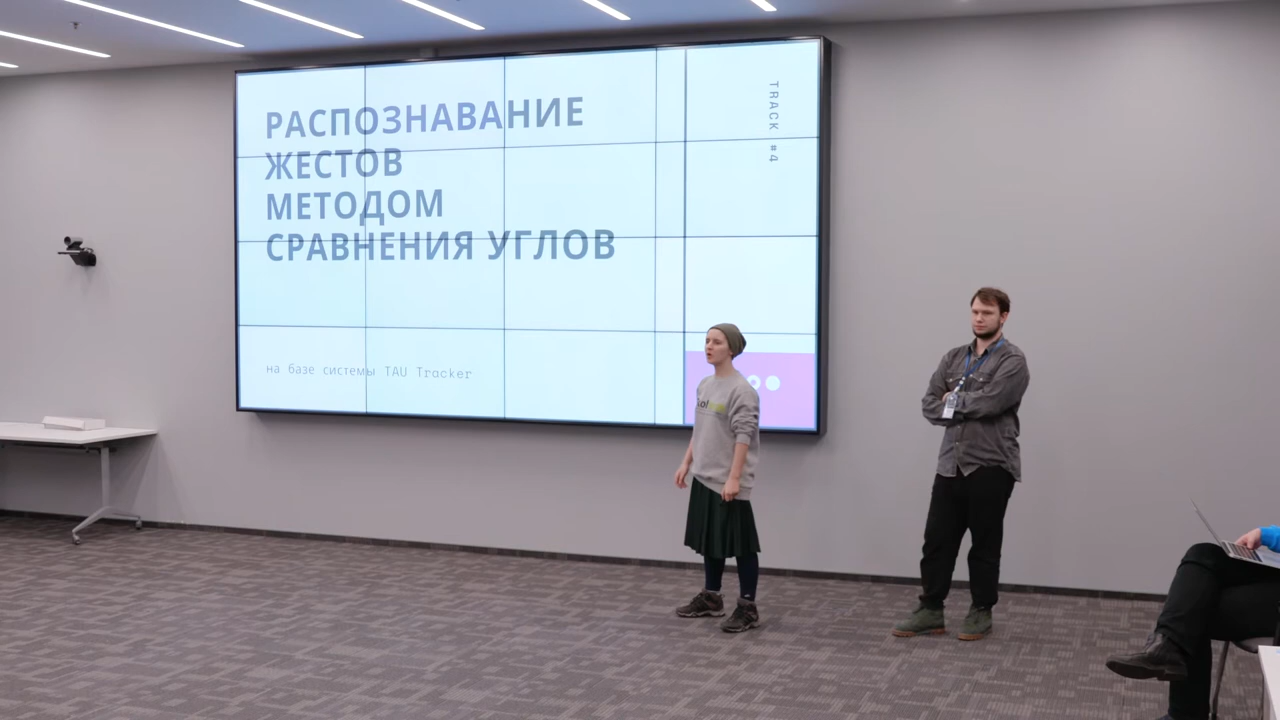 РАСПОЗНАВАНИЕ
ЖЕСТОВ
МЕТОДОМ
СРАВНЕНИЯ УГЛОВ
на базе системы TAU Tracker
TRACK #4